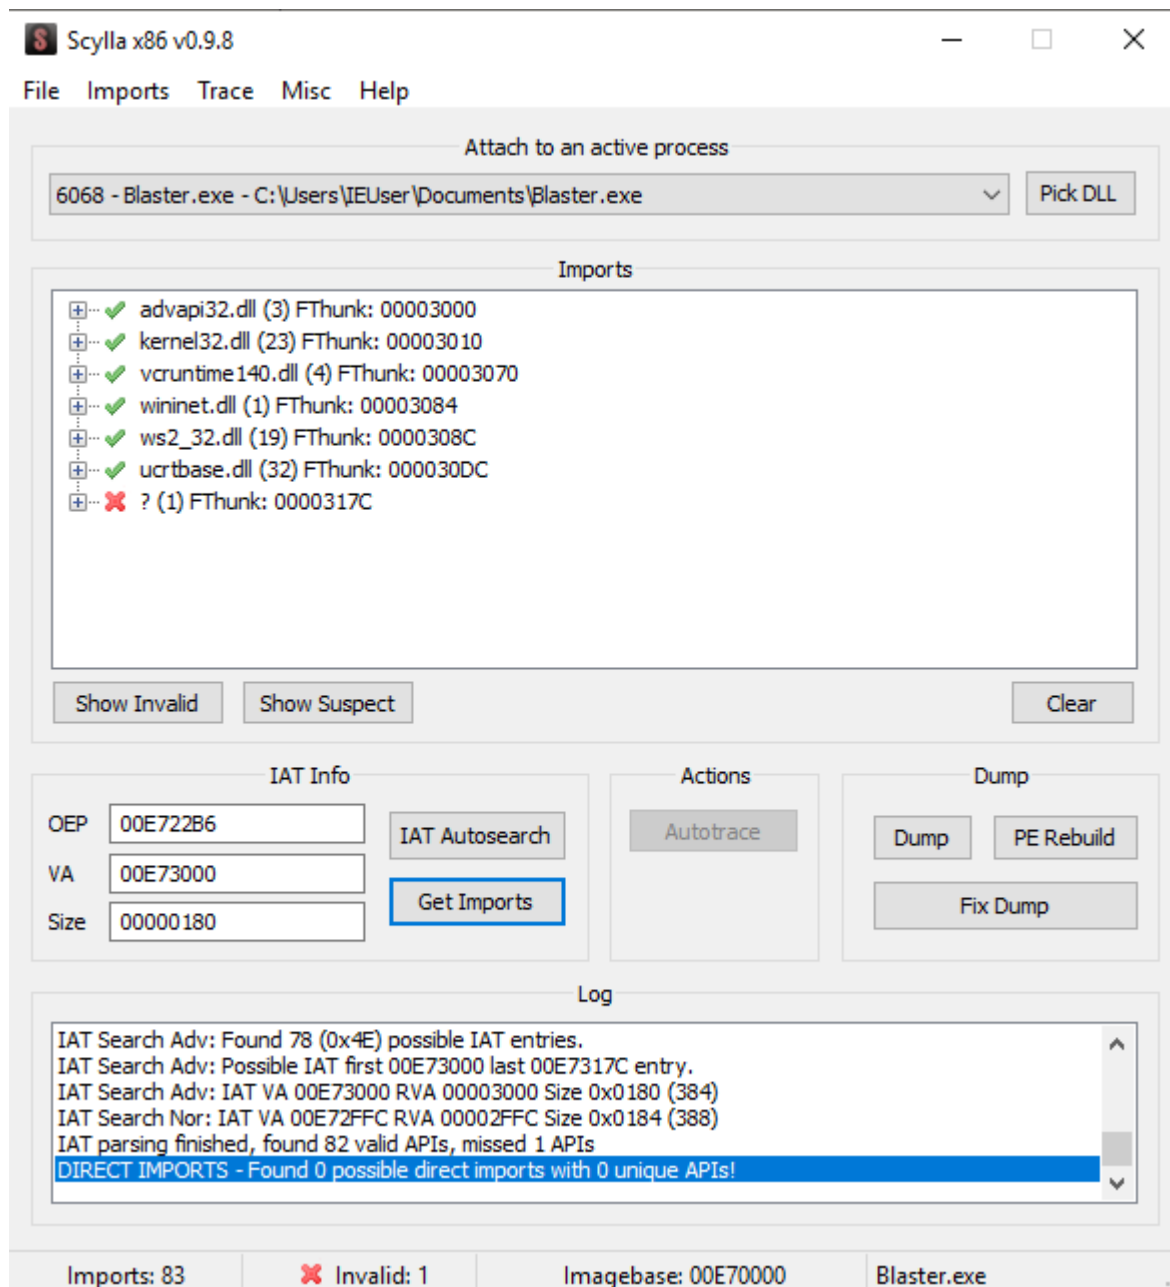 Scylla x86 v0.9.8
File Imports Trace Misc Help
Attach to an active process
6068 - Blaster.exe - C:\Users\IEUser\Documents\Blaster.exe
Pick DLL
Imports
advapi32.dll (3) FThunk: 00003000
kernel32.dll (23) FThunk: 00003010
vcruntime140.dll (4) FThunk: 00003070
wininet.dll (1) FThunk: 00003084
ws2_32.dll (19) FThunk: 0000308C
ucrtbase.dll (32) FThunk: 000030DC
? (1) FThunk: 0000317C
Show Invalid Show Suspect Clear
IAT Info
OEP 00E722B6
VA 00E73000
Size 00000180
IAT Autosearch
Get Imports
Actions
Autotrace
Dump
Dump PE Rebuild
Fix Dump
Log
IAT Search Adv: Found 78 (0x4E) possible IAT entries.
IAT Search Adv: Possible IAT first 00E73000 last 00E7317C entry.
IAT Search Adv: IAT VA 00E73000 RVA 00003000 Size 0x0180 (384)
IAT Search Nor: IAT VA 00E72FFC RVA 00002FFC Size 0x0184 (388)
IAT parsing finished, found 82 valid APIs, missed 1 APIs
DIRECT IMPORTS - Found 0 possible direct imports with 0 unique APIs!
Imports: 83 Invalid: 1 Imagebase: 00E70000 Blaster.exe